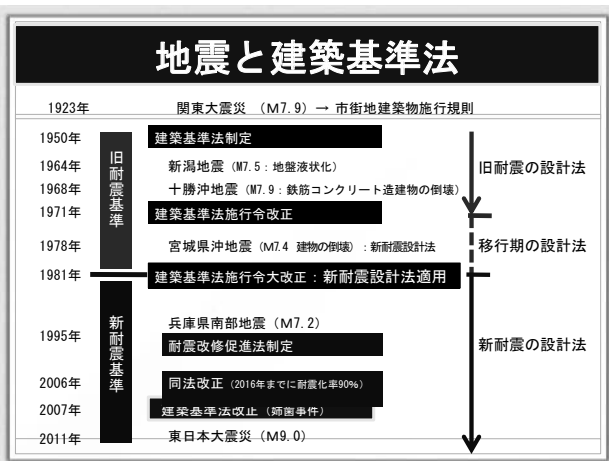 地震と建築基準法
1923年 関東大震災 （M7.9）→ 市街地建築物施行規則
1950年 建築基準法制定
旧耐震基準
1964年 新潟地震（M7.5：地盤液状化）
旧耐震の設計法
1968年 十勝沖地震（M7.9：鉄筋コンクリート造建物の倒壊）
1971年 建築基準法施行令改正
1978年 宮城県沖地震（M7.4 建物の倒壊）：新耐震設計法
移行期の設計法
1981年 建築基準法施行令大改正：新耐震設計法適用
新耐震基準
兵庫県南部地震（M7.2）
1995年
耐震改修促進法制定
新耐震の設計法
2006年 同法改正（2016年までに耐震化率90%）
2007年 建築基準法改正（姉歯事件）
2011年 東日本大震災（M9.0）